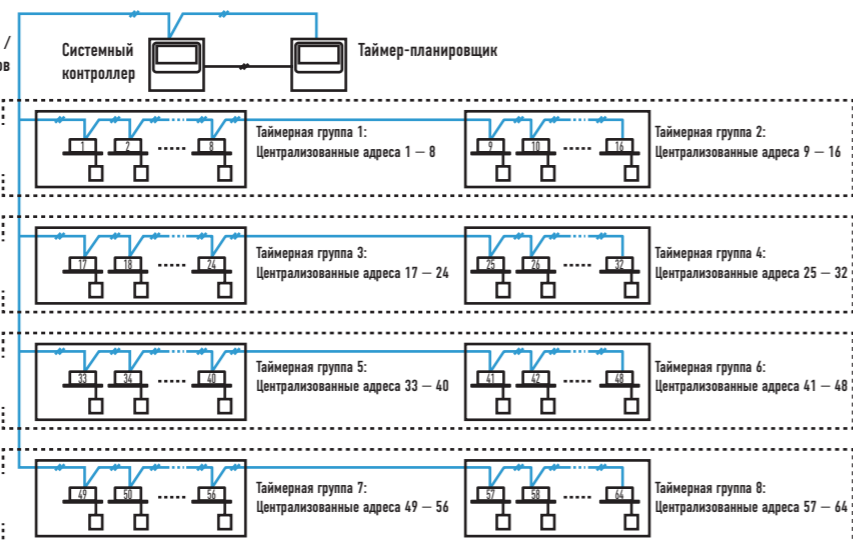 /
ов
Системный
контроллер
Таймер-планировщик
1 2 8
Таймерная группа 1:
Централизованные адреса 1 — 8
9 10 16
Таймерная группа 2:
Централизованные адреса 9 — 16
17 18 24
Таймерная группа 3:
Централизованные адреса 17 — 24
25 26 32
Таймерная группа 4:
Централизованные адреса 25 — 32
33 34 40
Таймерная группа 5:
Централизованные адреса 33 — 40
41 42 48
Таймерная группа 6:
Централизованные адреса 41 — 48
49 50 56
Таймерная группа 7:
Централизованные адреса 49 — 56
57 58 64
Таймерная группа 8:
Централизованные адреса 57 — 64